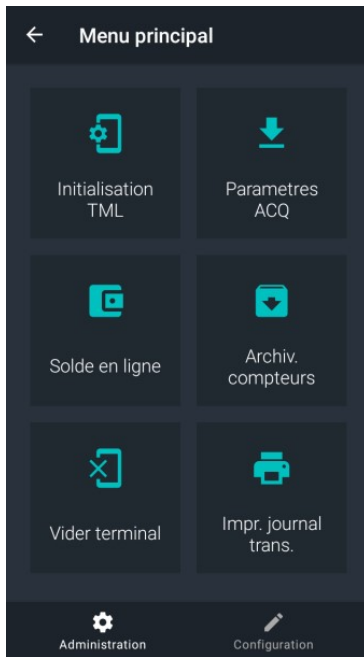 Menu principal
Initialisation
TML
Parametres
ACQ
Solde en ligne
Archiv.
compteurs
Vider terminal
Impr. journal
trans.
Administration
Configuration